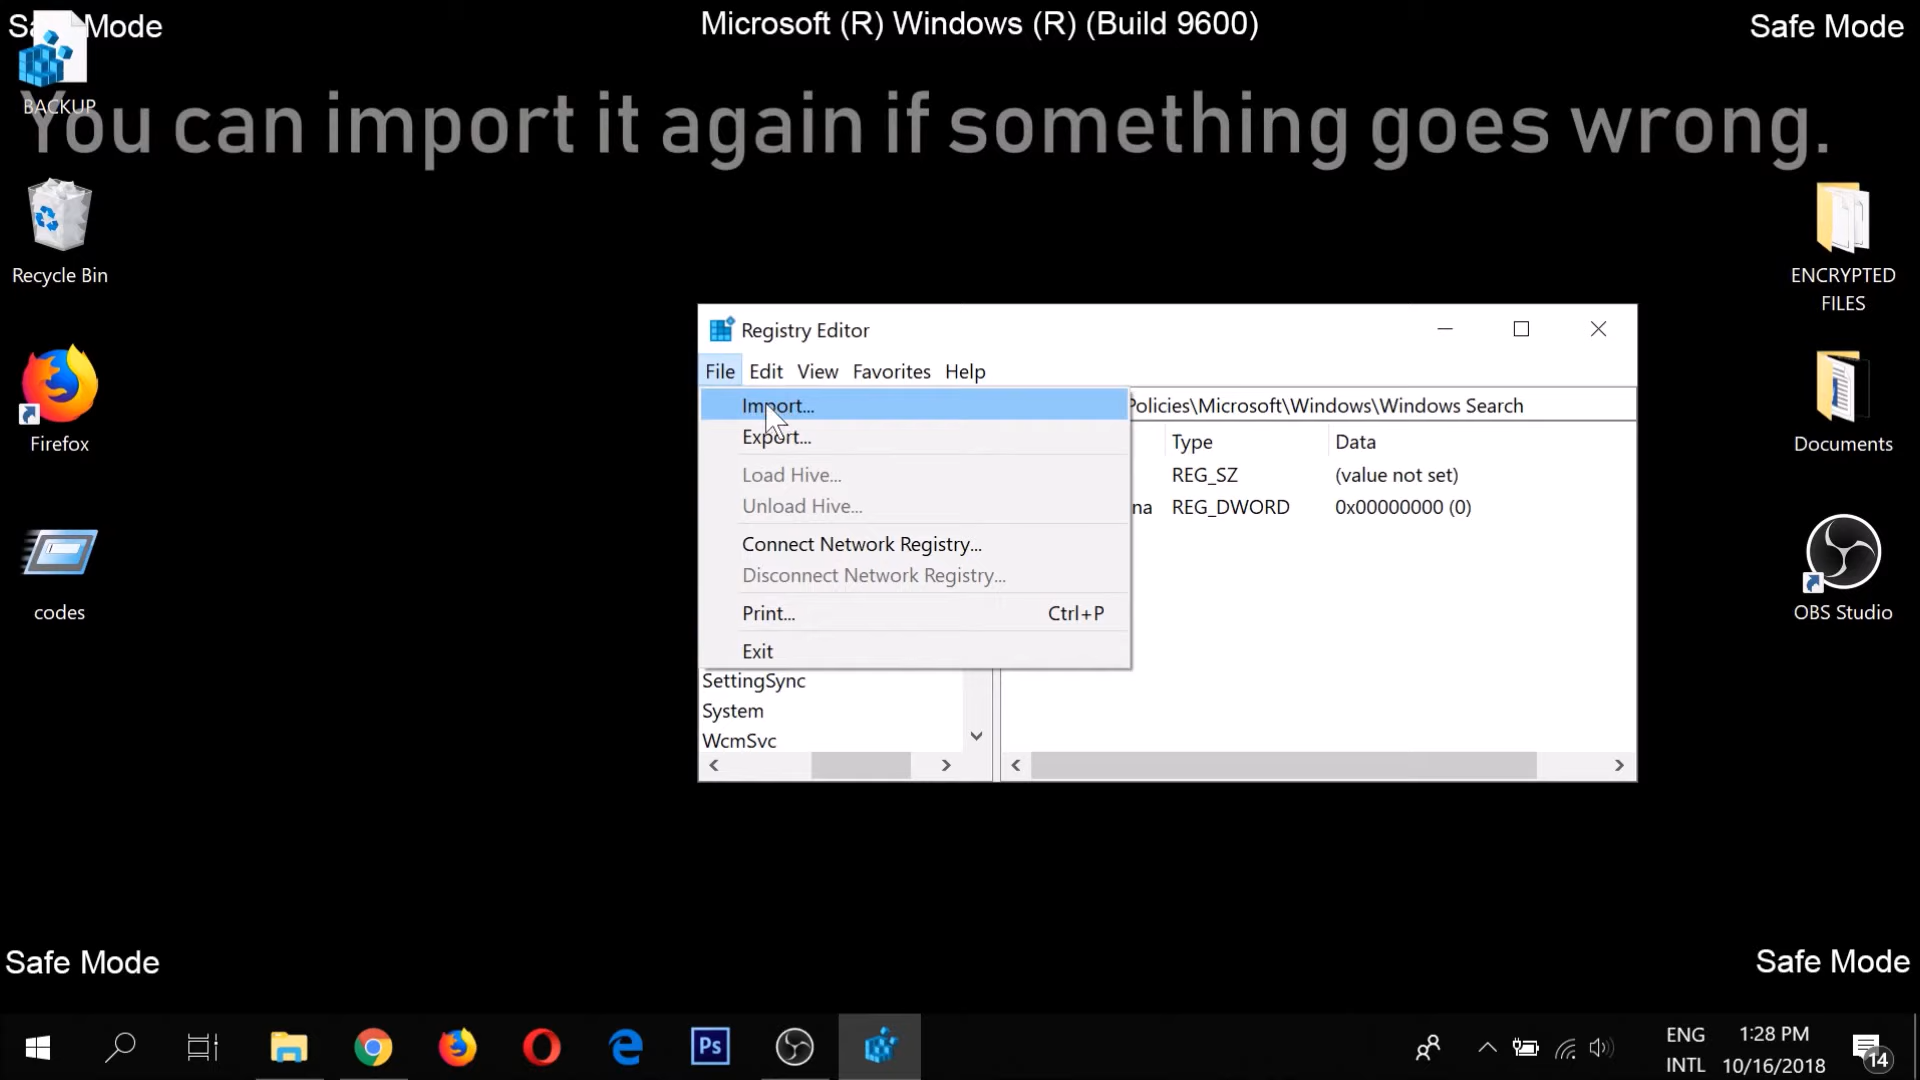 Safe Mode
Microsoft (R) Windows (R) (Build 9600)
Safe Mode
BACKUP
You can import it again if something goes wrong.
Recycle Bin
ENCRYPTED
FILES
Firefox
Documents
codes
OBS Studio
Registry Editor
File Edit View Favorites Help
Policies\Microsoft\Windows\Windows Search
Import...
Export...
Load Hive...
Unload Hive...
Connect Network Registry...
Disconnect Network Registry...
Print... Ctrl+P
Exit
Type Data
REG_SZ (value not set)
na REG_DWORD 0x00000000 (0)
SettingSync
System
WcmSvc
Safe Mode
Safe Mode
Ps
ENG
INTL
1:28 PM
10/16/2018
14